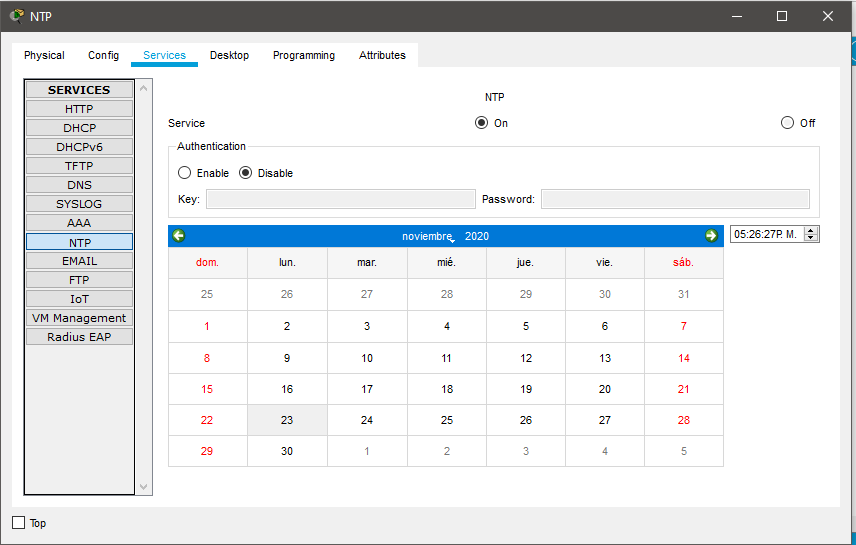 NTP
Physical Config Services Desktop Programming Attributes
SERVICES
HTTP
DHCP
DHCPv6
TFTP
DNS
SYSLOG
AAA
NTP
EMAIL
FTP
IoT
VM Management
Radius EAP
NTP
Service On Off
Authentication
Enable Disable
Key: Password:
noviembre 2020
05:26:27P. M.
dom. lun. mar. mié. jue. vie. sáb.
25 26 27 28 29 30 31
1 2 3 4 5 6 7
8 9 10 11 12 13 14
15 16 17 18 19 20 21
22 23 24 25 26 27 28
29 30 1 2 3 4 5
Top